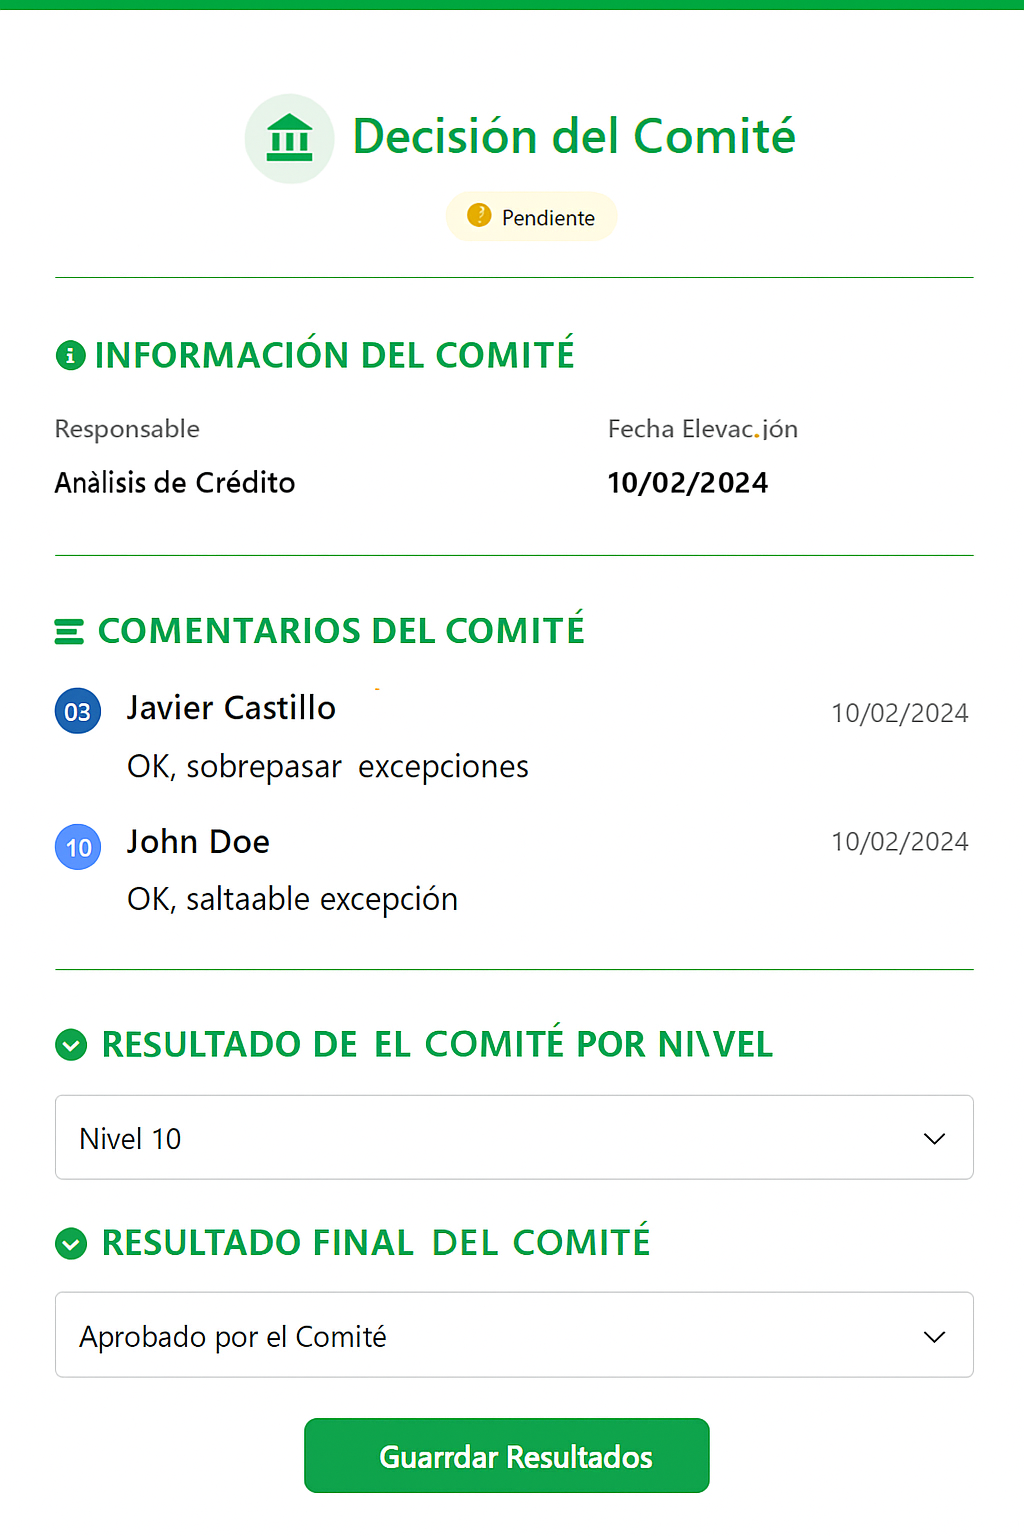 Decisión del Comité
Pendiente
INFORMACIÓN DEL COMITÉ
Responsable
Fecha Elevac.jón
Anàlisis de Crédito
10/02/2024
COMENTARIOS DEL COMITÉ
03 Javier Castillo 10/02/2024
OK, sobrepasar excepciones
10 John Doe 10/02/2024
OK, saltaable excepción
RESULTADO DE EL COMITÉ POR NI\VEL
Nivel 10
RESULTADO FINAL DEL COMITÉ
Aprobado por el Comité
Guarrdar Resultados